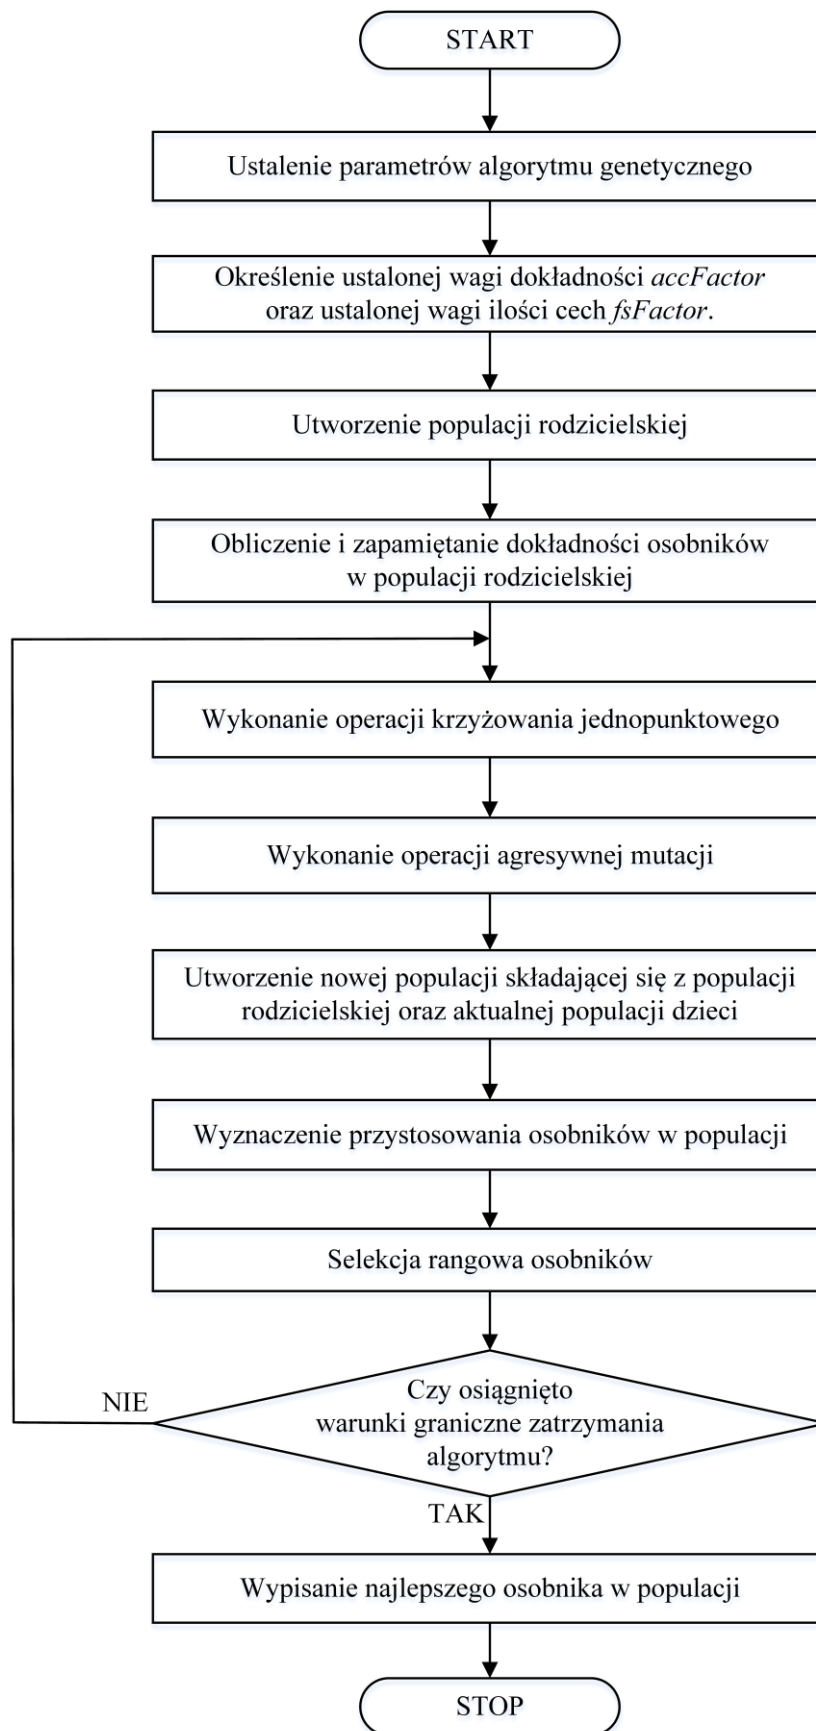 START
Ustalenie parametrów algorytmu genetycznego
Określenie ustalonej wagi dokładności accFactor
oraz ustalonej wagi ilości cech fsFactor.
Utworzenie populacji rodzicielskiej
Obliczenie i zapamiętanie dokładności osobników
w populacji rodzicielskiej
Wykonanie operacji krzyżowania jednopunktowego
Wykonanie operacji agresywnej mutacji
Utworzenie nowej populacji składającej się z populacji
rodzicielskiej oraz aktualnej populacji dzieci
Wyznaczenie przystosowania osobników w populacji
Selekcja rangowa osobników
Czy osiągnięto
warunki graniczne zatrzymania
algorytmu?
NIE
TAK
Wypisanie najlepszego osobnika w populacji
STOP